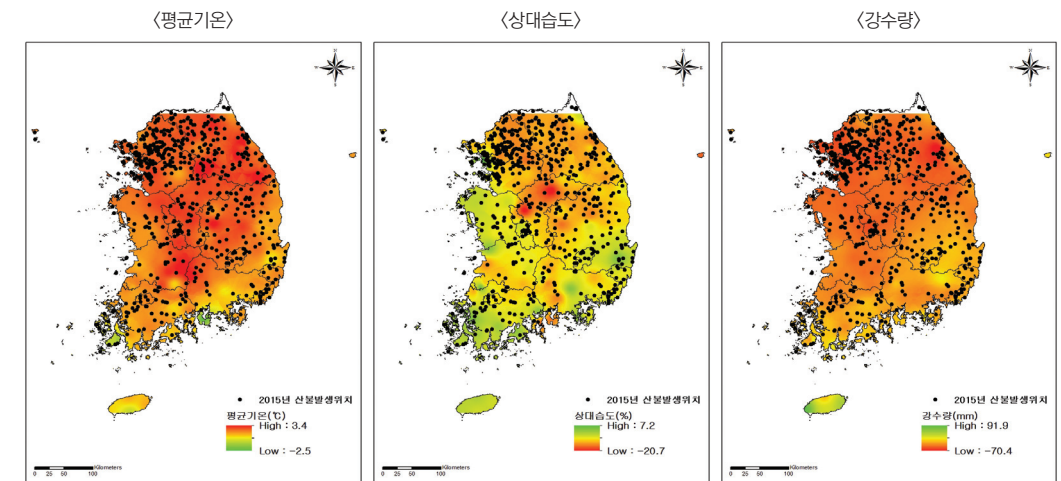 〈평균기온〉
〈상대습도〉
〈강수량〉
2015년 산불발생위치
평균기온(℃)
High : 3.4
Low : -2.5
Kilometers
0 25 50 100
2015년 산불발생위치
상대습도(%)
High : 7.2
Low : -20.7
Kilometers
0 25 50 100
2015년 산불발생위치
강수량(mm)
High : 91.9
Low : -70.4
Kilometers
0 25 50 100